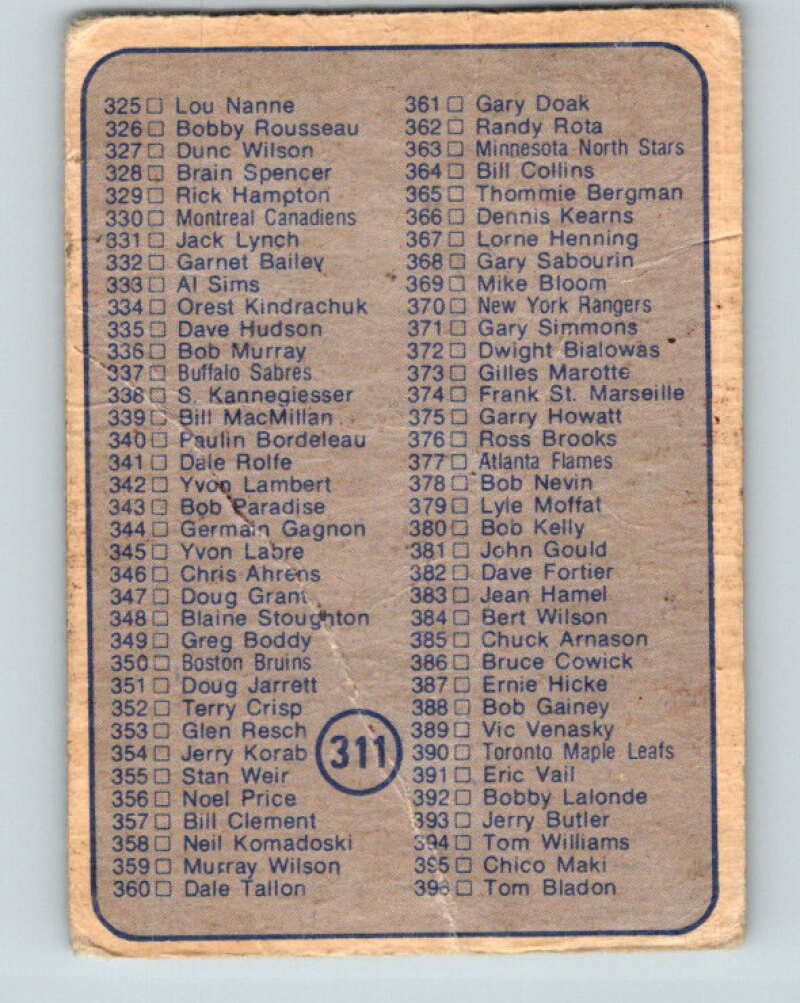 325 □ Lou Nanne
326 □ Bobby Rousseau
327 □ Dunc Wilson
328 □ Brain Spencer
329 □ Rick Hampton
330 □ Montreal Canadiens
331 □ Jack Lynch
332 □ Garnet Bailey
333 □ Al Sims
334 □ Orest Kindrachuk
335 □ Dave Hudson
336 □ Bob Murray
337 □ Buffalo Sabres
338 □ S. Kannegiesser
339 □ Bill MacMillan
340 □ Paulin Bordeleau
341 □ Dale Rolfe
342 □ Yvon Lambert
343 □ Bob Paradise
344 □ Germain Gagnon
345 □ Yvon Labre
346 □ Chris Ahrens
347 □ Doug Grant
348 □ Blaine Stoughton
349 □ Greg Boddy
350 □ Boston Bruins
351 □ Doug Jarrett
352 □ Terry Crisp
353 □ Glen Resch
354 □ Jerry Korab
355 □ Stan Weir
356 □ Noel Price
357 □ Bill Clement
358 □ Neil Komadoski
359 □ Murray Wilson
360 □ Dale Tallon
311
361 □ Gary Doak
362 □ Randy Rota
363 □ Minnesota North Stars
364 □ Bill Collins
365 □ Thommie Bergman
366 □ Dennis Kearns
367 □ Lorne Henning
368 □ Gary Sabourin
369 □ Mike Bloom
370 □ New York Rangers
371 □ Gary Simmons
372 □ Dwight Bialowas
373 □ Gilles Marotte
374 □ Frank St. Marseille
375 □ Garry Howatt
376 □ Ross Brooks
377 □ Atlanta Flames
378 □ Bob Nevin
379 □ Lyle Moffat
380 □ Bob Kelly
381 □ John Gould
382 □ Dave Fortier
383 □ Jean Hamel
384 □ Bert Wilson
385 □ Chuck Arnason
386 □ Bruce Cowick
387 □ Ernie Hicke
388 □ Bob Gainey
389 □ Vic Venasky
390 □ Toronto Maple Leafs
391 □ Eric Vail
392 □ Bobby Lalonde
393 □ Jerry Butler
394 □ Tom Williams
395 □ Chico Maki
396 □ Tom Bladon